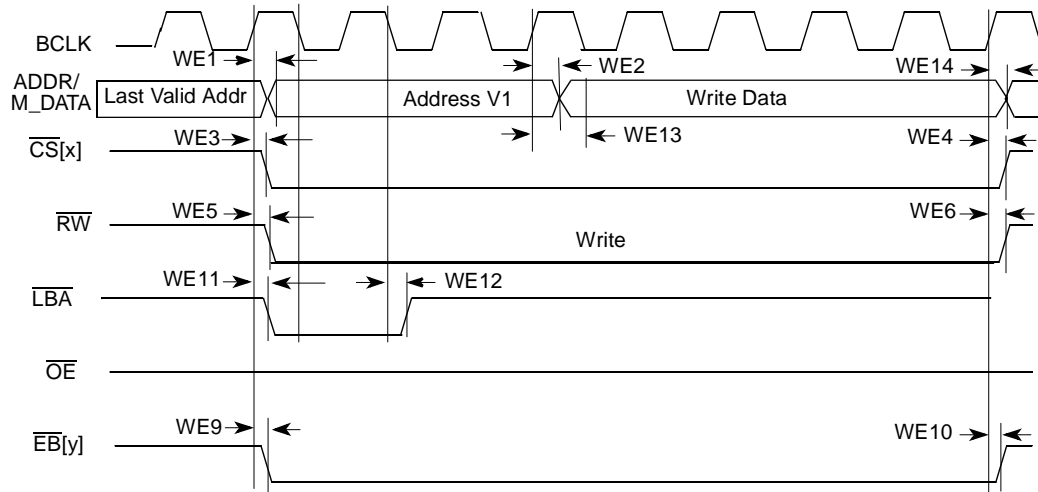 BCLK
WE1
WE2
WE14
ADDR/
M_DATA
Last Valid Addr
Address V1
Write Data
WE3
WE13
WE4
CS[x]
WE5
WE6
RW
Write
WE11
WE12
LBA
OE
WE9
WE10
EB[y]